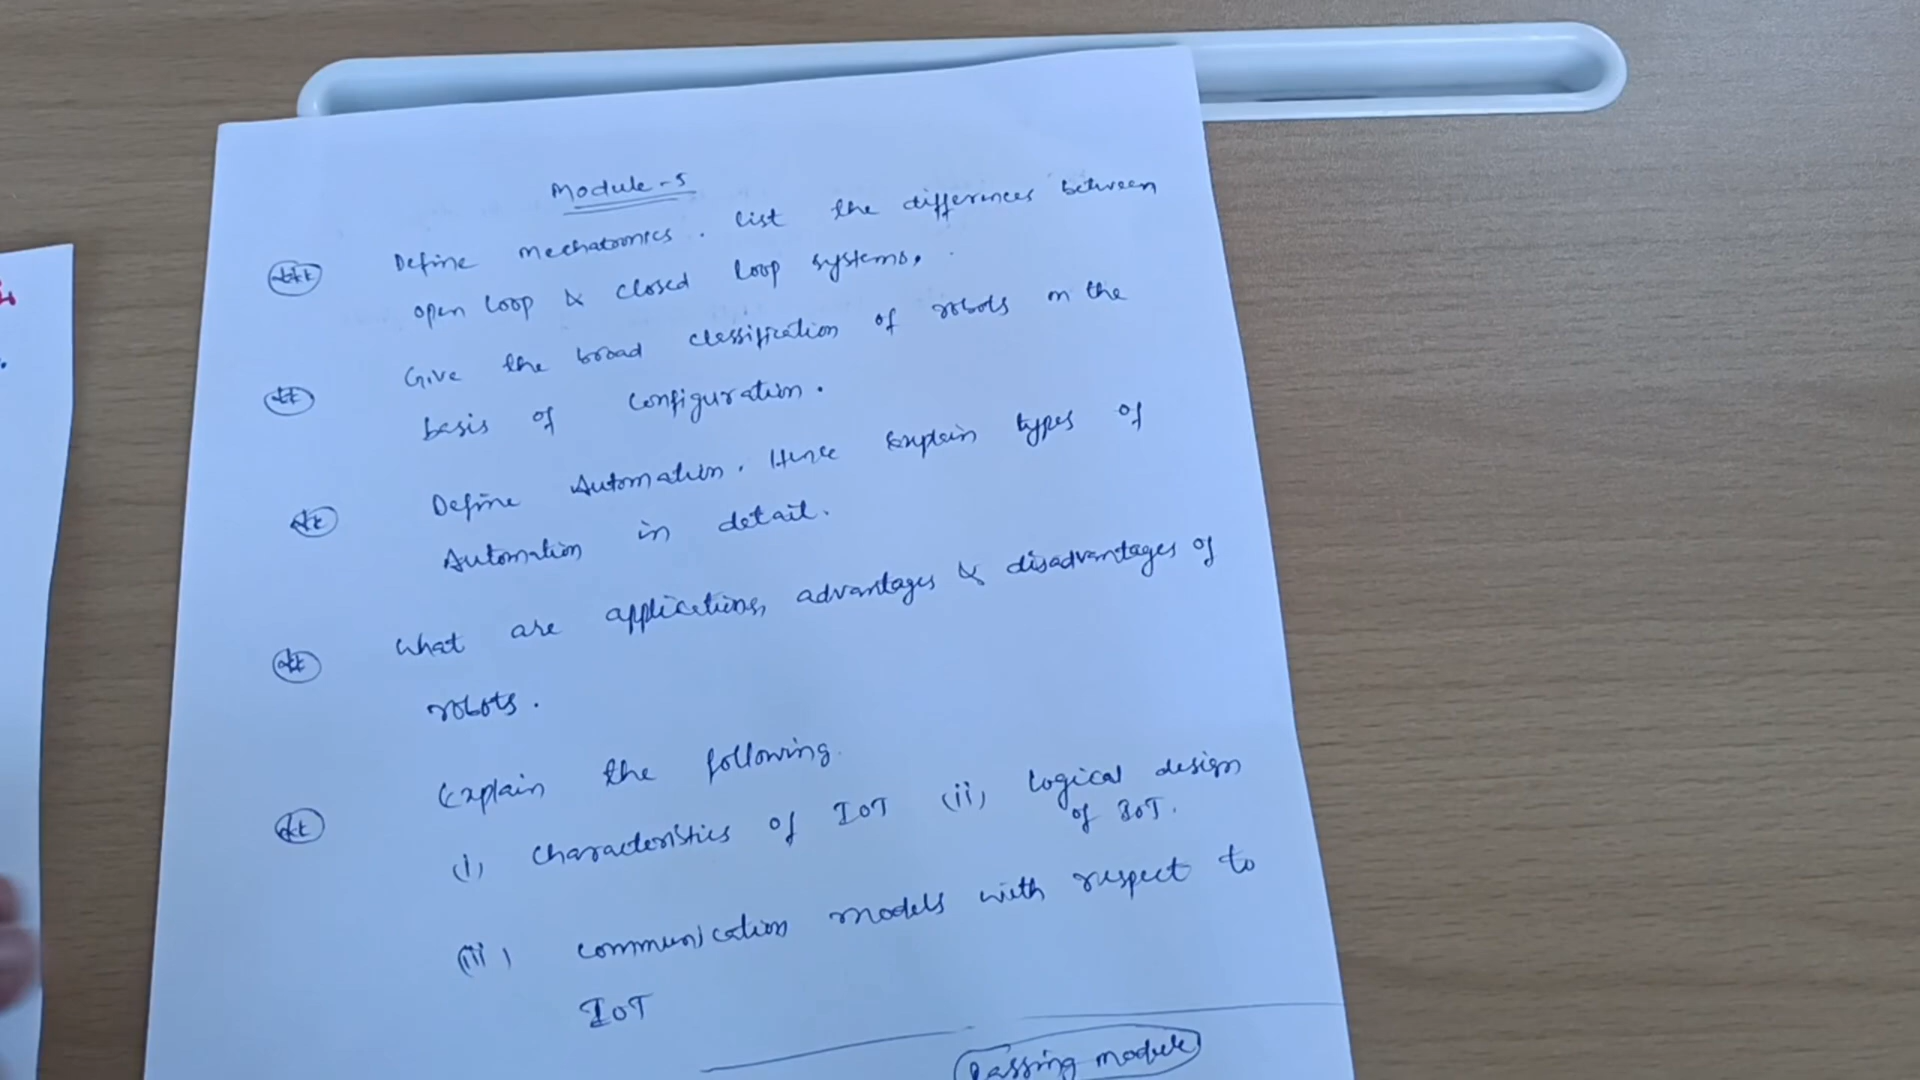 Module-5
Define mechatronics. List the differences between
open loop & closed loop systems.
Give the broad classification of robots on the
basis of configuration.
Define Automation. Hence Explain types of
Automation in detail.
What are applications, advantages & disadvantages of
robots.
Explain the following.
(i) characteristics of IOT (ii) Logical design
of IOT.
(iii) communication models with respect to
IOT
Passing module